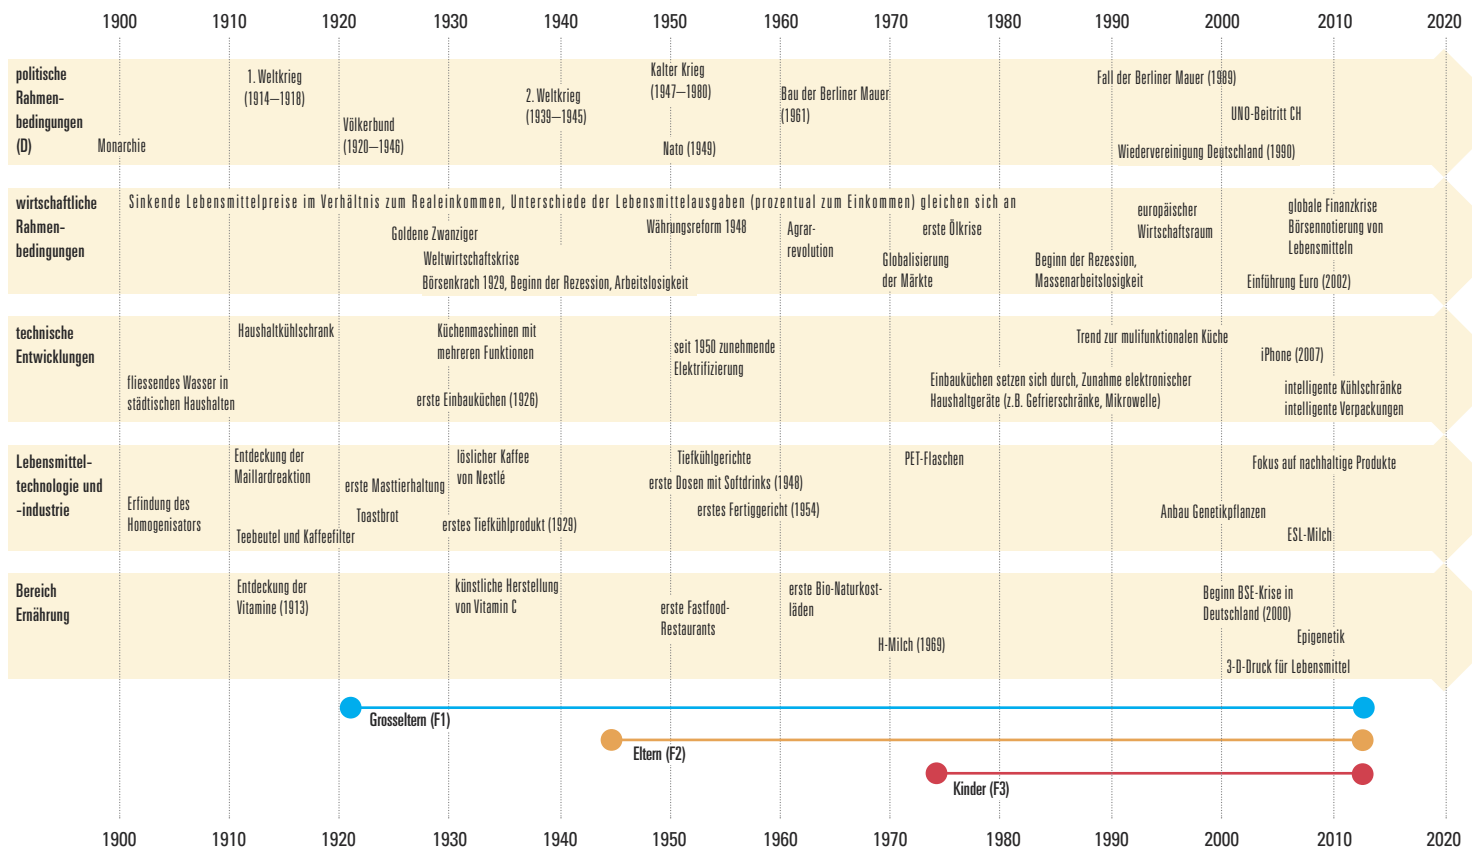 1900 1910 1920 1930 1940 1950 1960 1970 1980 1990 2000 2010 2020
politische
Rahmen-
bedingungen
(D)
Monarchie
1. Weltkrieg
(1914–1918)
Völkerbund
(1920–1946)
2. Weltkrieg
(1939–1945)
Kalter Krieg
(1947–1980)
Nato (1949)
Bau der Berliner Mauer
(1961)
Fall der Berliner Mauer (1989)
UNO-Beitritt CH
Wiedervereinigung Deutschland (1990)
wirtschaftliche
Rahmen-
bedingungen
Sinkende Lebensmittelpreise im Verhältnis zum Realeinkommen, Unterschiede der Lebensmittelausgaben (prozentual zum Einkommen) gleichen sich an
Goldene Zwanziger
Weltwirtschaftskrise
Börsenkrach 1929, Beginn der Rezession, Arbeitslosigkeit
Währungsreform 1948
Agrar-
revolution
erste Ölkrise
Globalisierung
der Märkte
Beginn der Rezession,
Massenarbeitslosigkeit
europäischer
Wirtschaftsraum
globale Finanzkrise
Börsennotierung von
Lebensmitteln
Einführung Euro (2002)
technische
Entwicklungen
fliessendes Wasser in
städtischen Haushalten
Haushaltkühlschrank
Küchenmaschinen mit
mehreren Funktionen
erste Einbauküchen (1926)
seit 1950 zunehmende
Elektrifizierung
Einbauküchen setzen sich durch, Zunahme elektronischer
Haushaltgeräte (z.B. Gefrierschränke, Mikrowelle)
Trend zur mulifunktionalen Küche
iPhone (2007)
intelligente Kühlschränke
intelligente Verpackungen
Lebensmittel-
technologie und
-industrie
Erfindung des
Homogenisators
Entdeckung der
Maillardreaktion
Teebeutel und Kaffeefilter
erste Masttierhaltung
Toastbrot
löslicher Kaffee
von Nestlé
erstes Tiefkühlprodukt (1929)
Tiefkühlgerichte
erste Dosen mit Softdrinks (1948)
erstes Fertiggericht (1954)
PET-Flaschen
Fokus auf nachhaltige Produkte
Anbau Genetikpflanzen
ESL-Milch
Bereich
Ernährung
Entdeckung der
Vitamine (1913)
künstliche Herstellung
von Vitamin C
erste Fastfood-
Restaurants
erste Bio-Naturkost-
läden
H-Milch (1969)
Beginn BSE-Krise in
Deutschland (2000)
Epigenetik
3-D-Druck für Lebensmittel
Grosseltern (F1)
Eltern (F2)
Kinder (F3)
1900 1910 1920 1930 1940 1950 1960 1970 1980 1990 2000 2010 2020